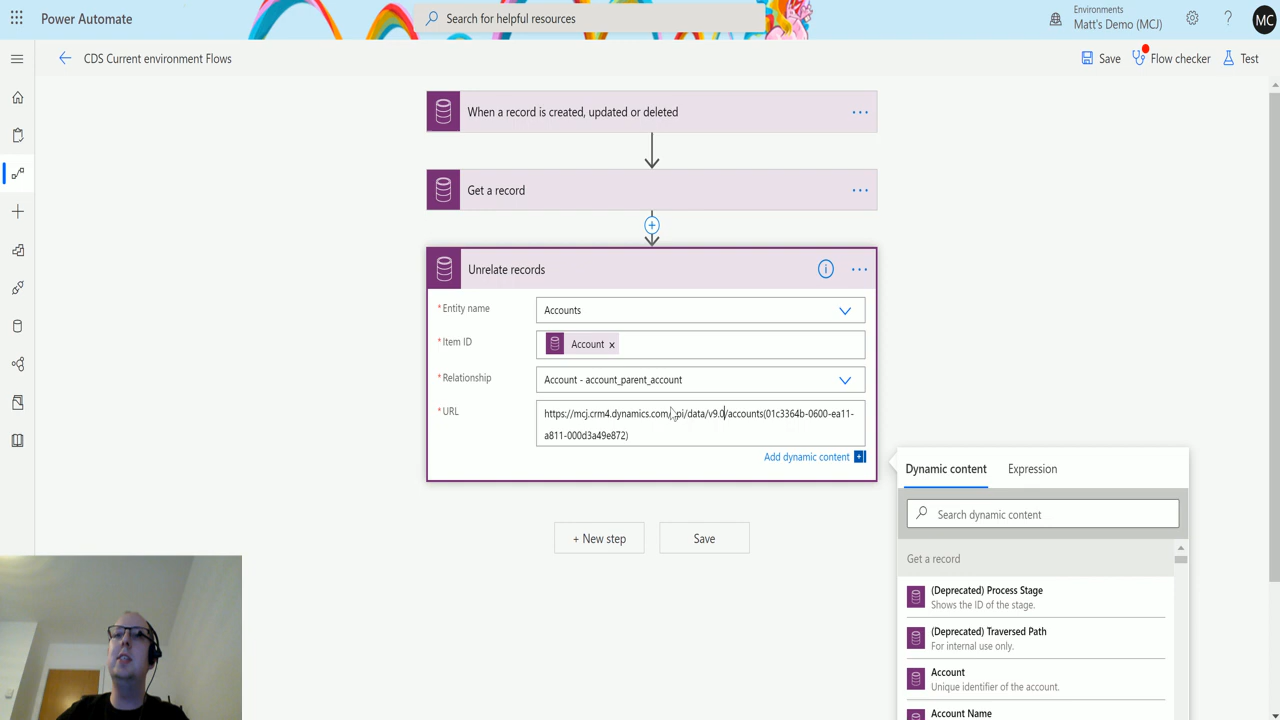 Power Automate
Search for helpful resources
Environments
Matt's Demo (MCJ)
MC
CDS Current environment Flows
Save
Flow checker
Test
When a record is created, updated or deleted
Get a record
Unrelate records
*Entity name
Accounts
*Item ID
Account
*Relationship
Account - account_parent_account
*URL
https://mcj.crm4.dynamics.com/api/data/v9.0/accounts(01c3364b-0600-ea11-
a811-000d3a49e872)
Add dynamic content
+ New step
Save
Dynamic content
Expression
Search dynamic content
Get a record
(Deprecated) Process Stage
Shows the ID of the stage.
(Deprecated) Traversed Path
For internal use only.
Account
Unique identifier of the account.
Account Name